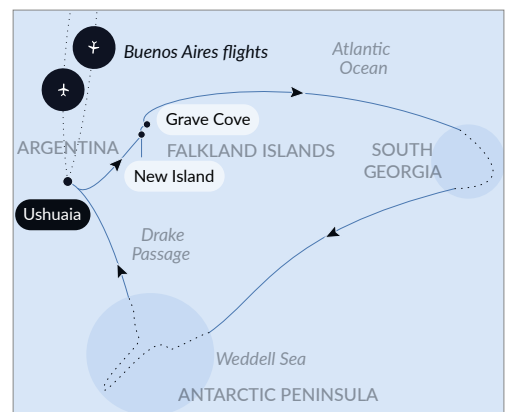 Buenos Aires flights
Atlantic
Ocean
Grave Cove
ARGENTINA
FALKLAND ISLANDS
SOUTH
GEORGIA
New Island
Ushuaia
Drake
Passage
Weddell Sea
ANTARCTIC PENINSULA